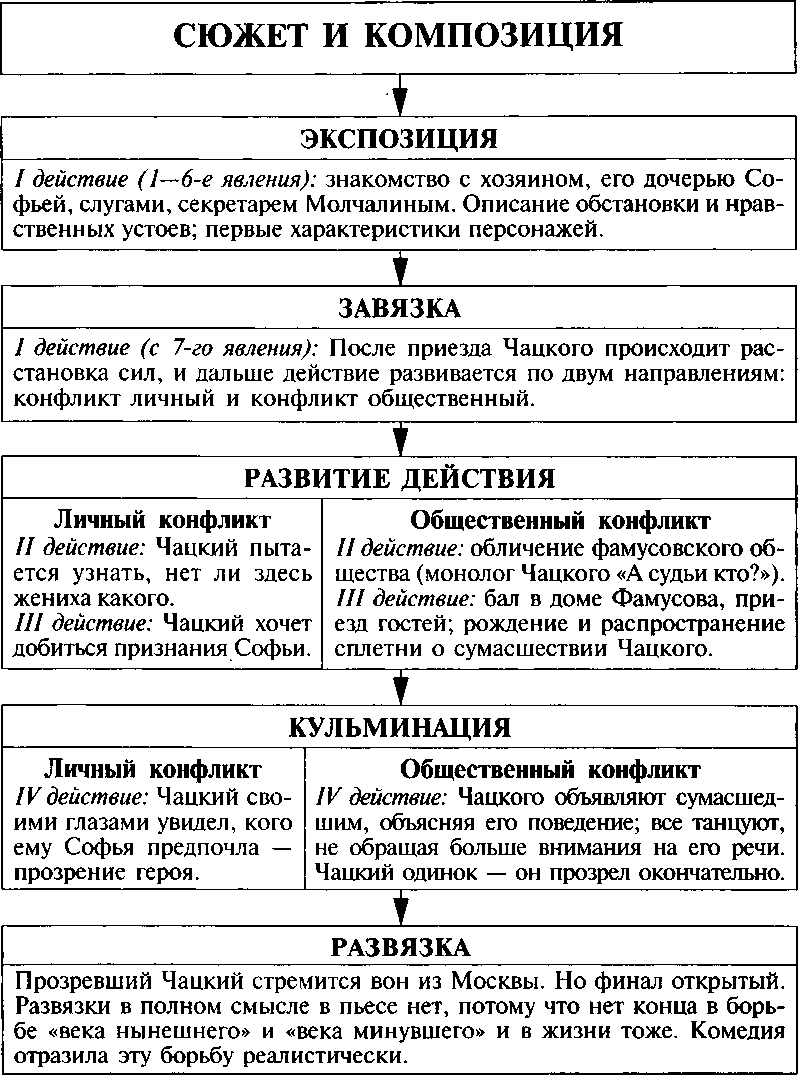 СЮЖЕТ И КОМПОЗИЦИЯ
ЭКСПОЗИЦИЯ
I действие (1—6-е явления): знакомство с хозяином, его дочерью Со-
фьей, слугами, секретарем Молчалиным. Описание обстановки и нрав-
ственных устоев; первые характеристики персонажей.
ЗАВЯЗКА
I действие (с 7-го явления): После приезда Чацкого происходит рас-
становка сил, и дальше действие развивается по двум направлениям:
конфликт личный и конфликт общественный.
РАЗВИТИЕ ДЕЙСТВИЯ
Личный конфликт
II действие: Чацкий пыта-
ется узнать, нет ли здесь
жениха какого.
III действие: Чацкий хочет
добиться признания Софьи.
Общественный конфликт
II действие: обличение фамусовского об-
щества (монолог Чацкого «А судьи кто?»).
III действие: бал в доме Фамусова, при-
езд гостей; рождение и распространение
сплетни о сумасшествии Чацкого.
КУЛЬМИНАЦИЯ
Личный конфликт
IV действие: Чацкий сво-
ими глазами увидел, кого
ему Софья предпочла —
прозрение героя.
Общественный конфликт
IV действие: Чацкого объявляют сумасшед-
шим, объясняя его поведение; все танцуют,
не обращая больше внимания на его речи.
Чацкий одинок — он прозрел окончательно.
РАЗВЯЗКА
Прозревший Чацкий стремится вон из Москвы. Но финал открытый.
Развязки в полном смысле в пьесе нет, потому что нет конца в борь-
бе «века нынешнего» и «века минувшего» и в жизни тоже. Комедия
отразила эту борьбу реалистически.